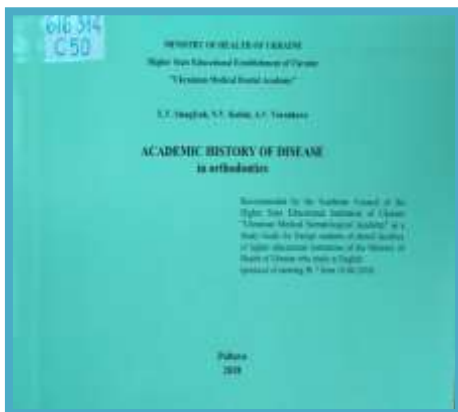 616.314
C 50
MINISTRY OF HEALTH OF UKRAINE
Higher State Educational Establishment of Ukraine
"Ukrainian Medical Stomatological Academy"
ACADEMIC HISTORY OF DISEASE
in orthodontics
Recommended by the Academic Council of the
Higher State Educational Institution of Ukraine
"Ukrainian Medical Stomatological Academy" as a
study guide for foreign students of dental faculties
of higher educational institutions of the Ministry of
Health of Ukraine who study in English
Poltava